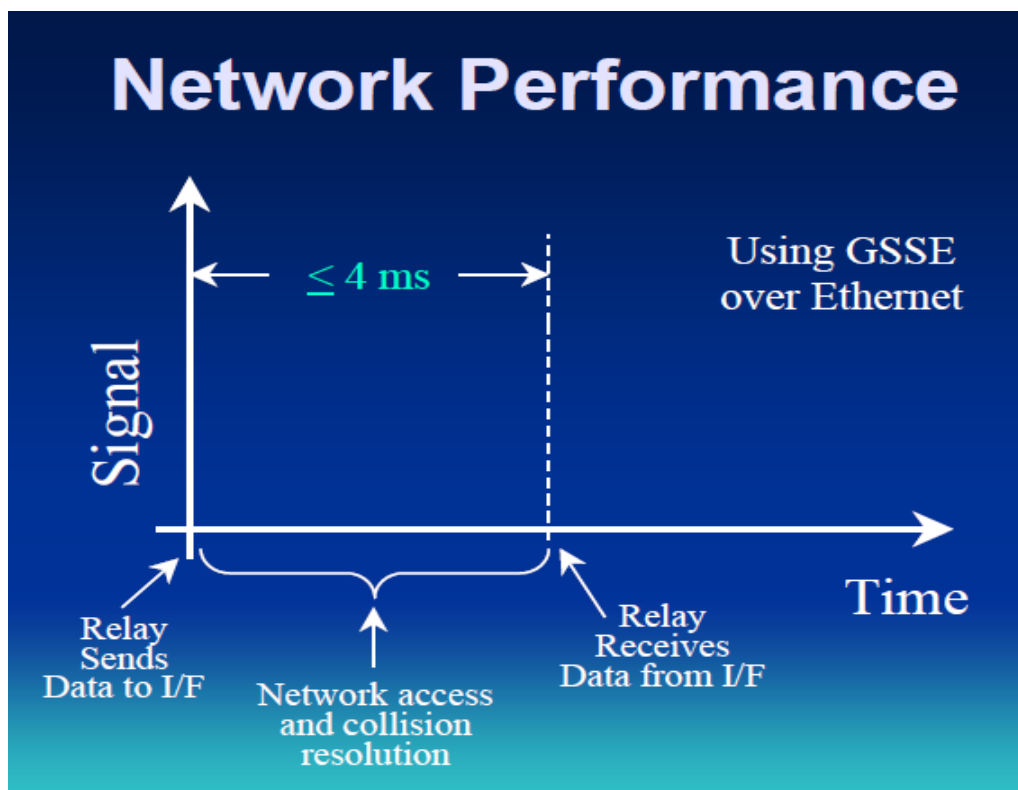 Network Performance
≤ 4 ms
Using GSSE
over Ethernet
Signal
Time
Relay
Sends
Data to I/F
Network access
and collision
resolution
Relay
Receives
Data from I/F